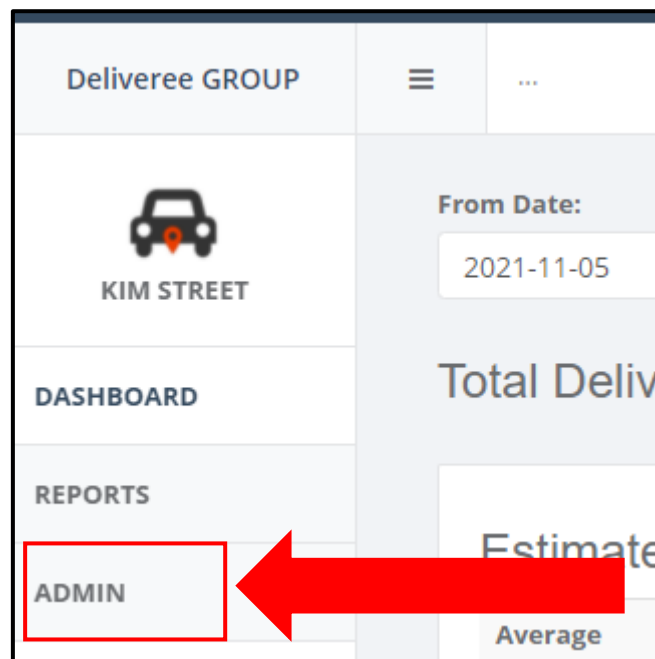 Deliveree GROUP
...
KIM STREET
DASHBOARD
REPORTS
ADMIN
From Date:
2021-11-05
Total Deliv
Estimate
Average